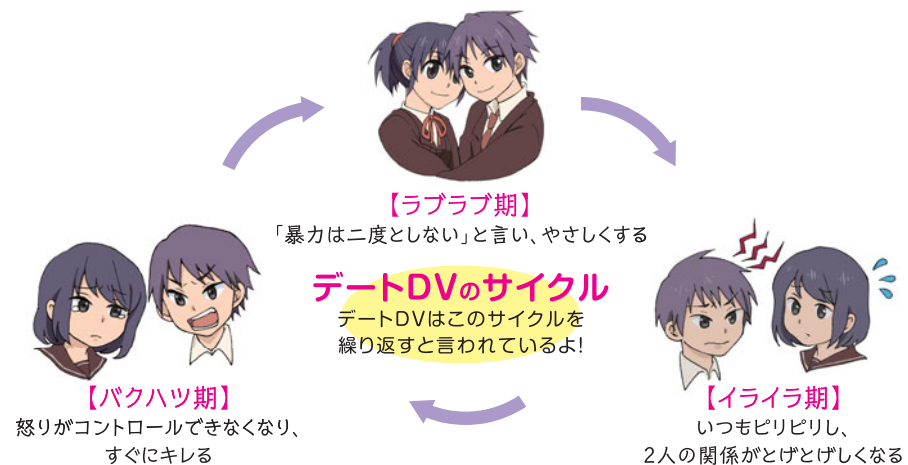 【ラブラブ期】
「暴力は二度としない」と言い、やさしくする
デートDVのサイクル
デートDVはこのサイクルを
繰り返すと言われているよ!
【バクハツ期】
怒りがコントロールできなくなり、
すぐにキレる
【イライラ期】
いつもピリピリし、
2人の関係がとげとげしくなる